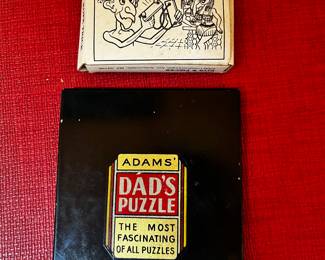 ADAMS'
DAD'S
PUZZLE
THE MOST
FASCINATING
OF ALL PUZZLES